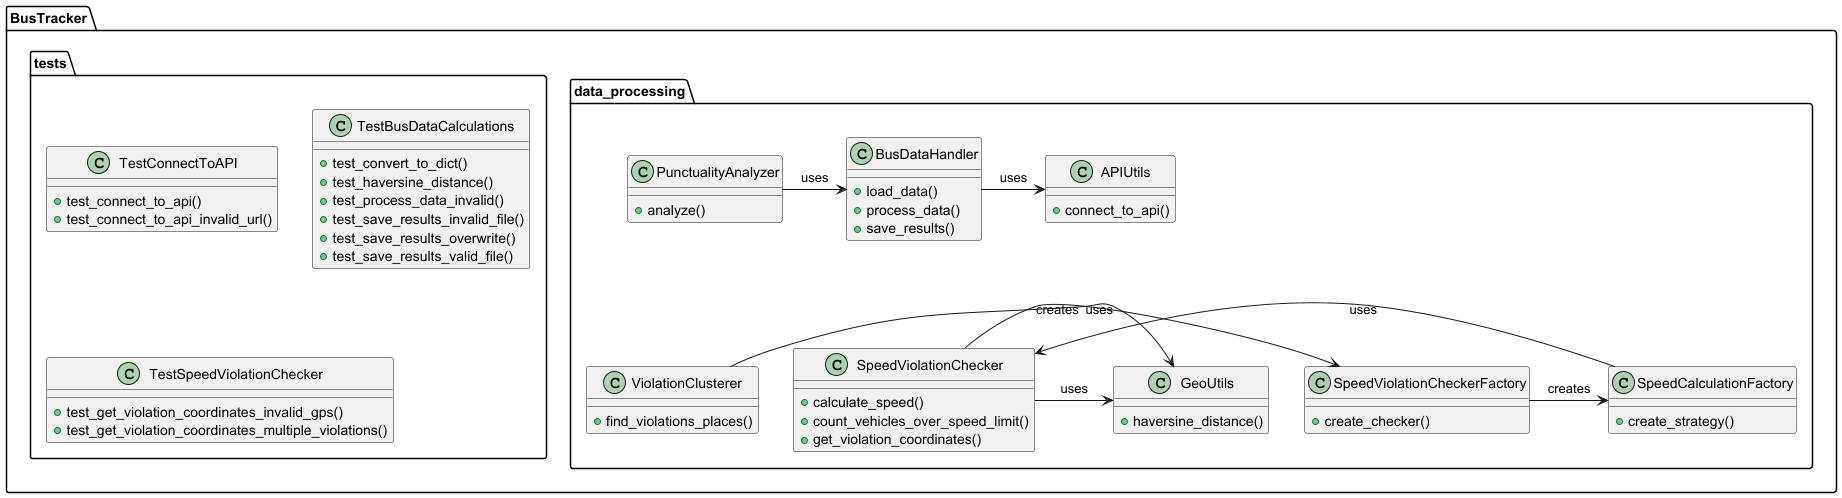 BusTracker
tests
C TestConnectToAPI
test_connect_to_api()
test_connect_to_api_invalid_url()
C TestBusDataCalculations
test_convert_to_dict()
test_haversine_distance()
test_process_data_invalid()
test_save_results_invalid_file()
test_save_results_overwrite()
test_save_results_valid_file()
C TestSpeedViolationChecker
test_get_violation_coordinates_invalid_gps()
test_get_violation_coordinates_multiple_violations()
data_processing
C PunctualityAnalyzer
analyze()
uses
C BusDataHandler
load_data()
process_data()
save_results()
uses
C APIUtils
connect_to_api()
creates
uses
uses
C ViolationClusterer
find_violations_places()
C SpeedViolationChecker
calculate_speed()
count_vehicles_over_speed_limit()
get_violation_coordinates()
uses
C GeoUtils
haversine_distance()
C SpeedViolationCheckerFactory
create_checker()
creates
C SpeedCalculationFactory
create_strategy()